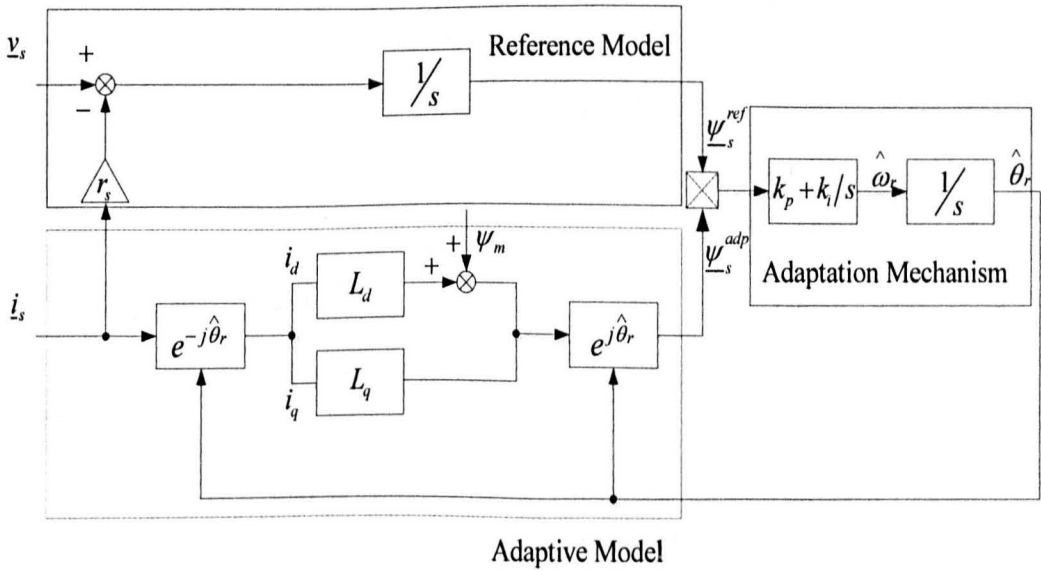 v_s
+
−
Reference Model
1/s
r_s
ψ_s^ref
k_p + k_i/s
ω̂_r
1/s
θ̂_r
ψ_s^adp
Adaptation Mechanism
+
ψ_m
+
i_d
L_d
i_s
e^{-jθ̂_r}
e^{jθ̂_r}
L_q
i_q
Adaptive Model